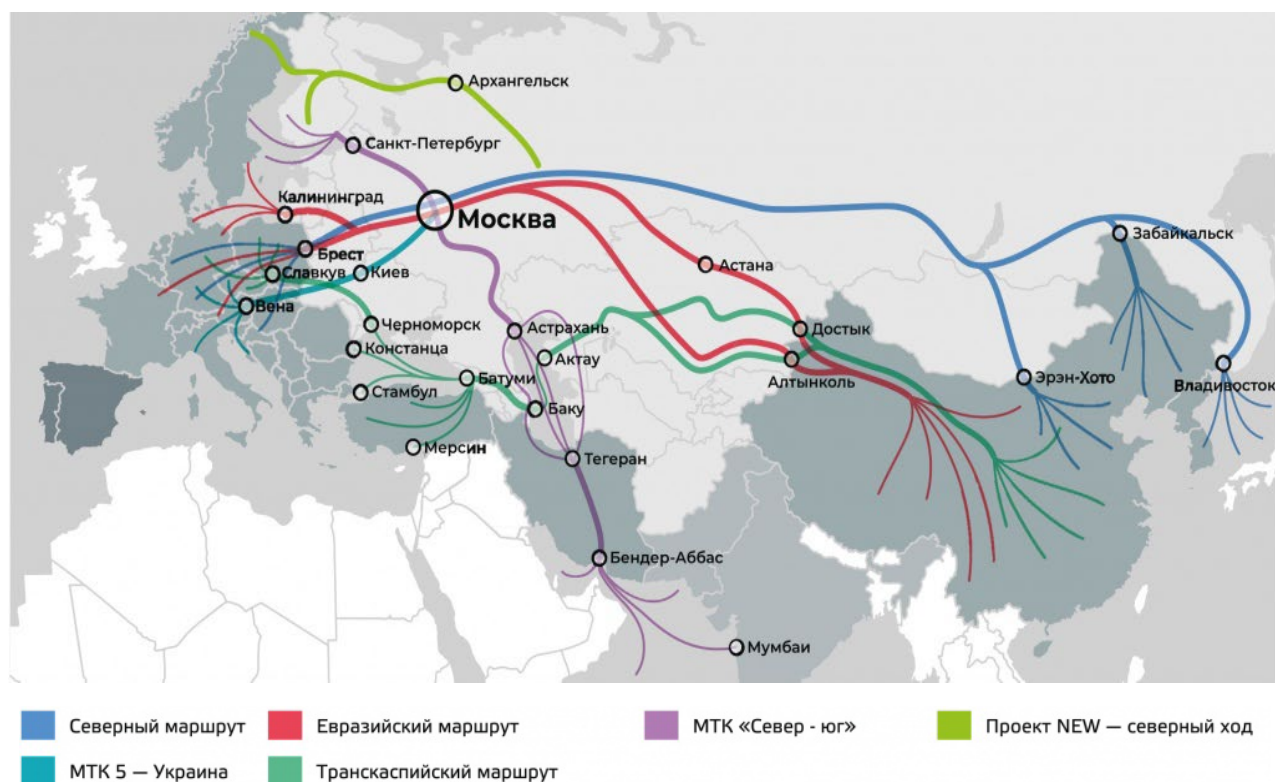 Архангельск
Санкт-Петербург
Калининград
Москва
Забайкальск
Брест
Славкув
Киев
Астана
Вена
Черноморск
Астрахань
Достык
Констанца
Актау
Батуми
Алтынколь
Эрэн-Хото
Владивосток
Стамбул
Баку
Мерсин
Тегеран
Бендер-Аббас
Мумбаи
Северный маршрут
Евразийский маршрут
МТК «Север - юг»
Проект NEW — северный ход
МТК 5 — Украина
Транскаспийский маршрут